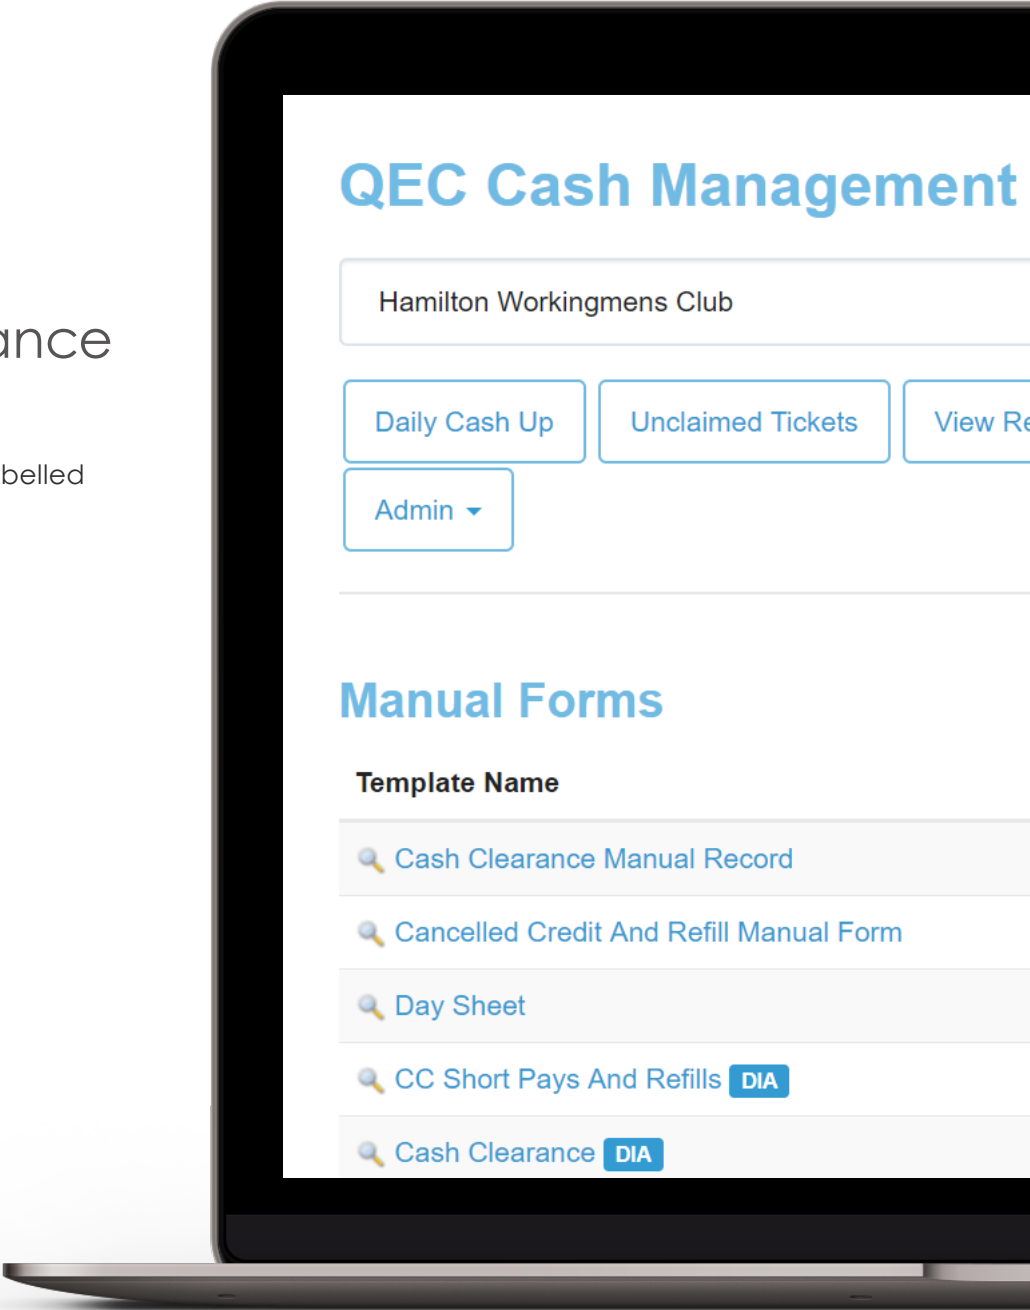 QEC Cash Management
Hamilton Workingmens Club
ance
belled
Daily Cash Up
Unclaimed Tickets
View Re
Admin
Manual Forms
Template Name
Cash Clearance Manual Record
Cancelled Credit And Refill Manual Form
Day Sheet
CC Short Pays And Refills DIA
Cash Clearance DIA